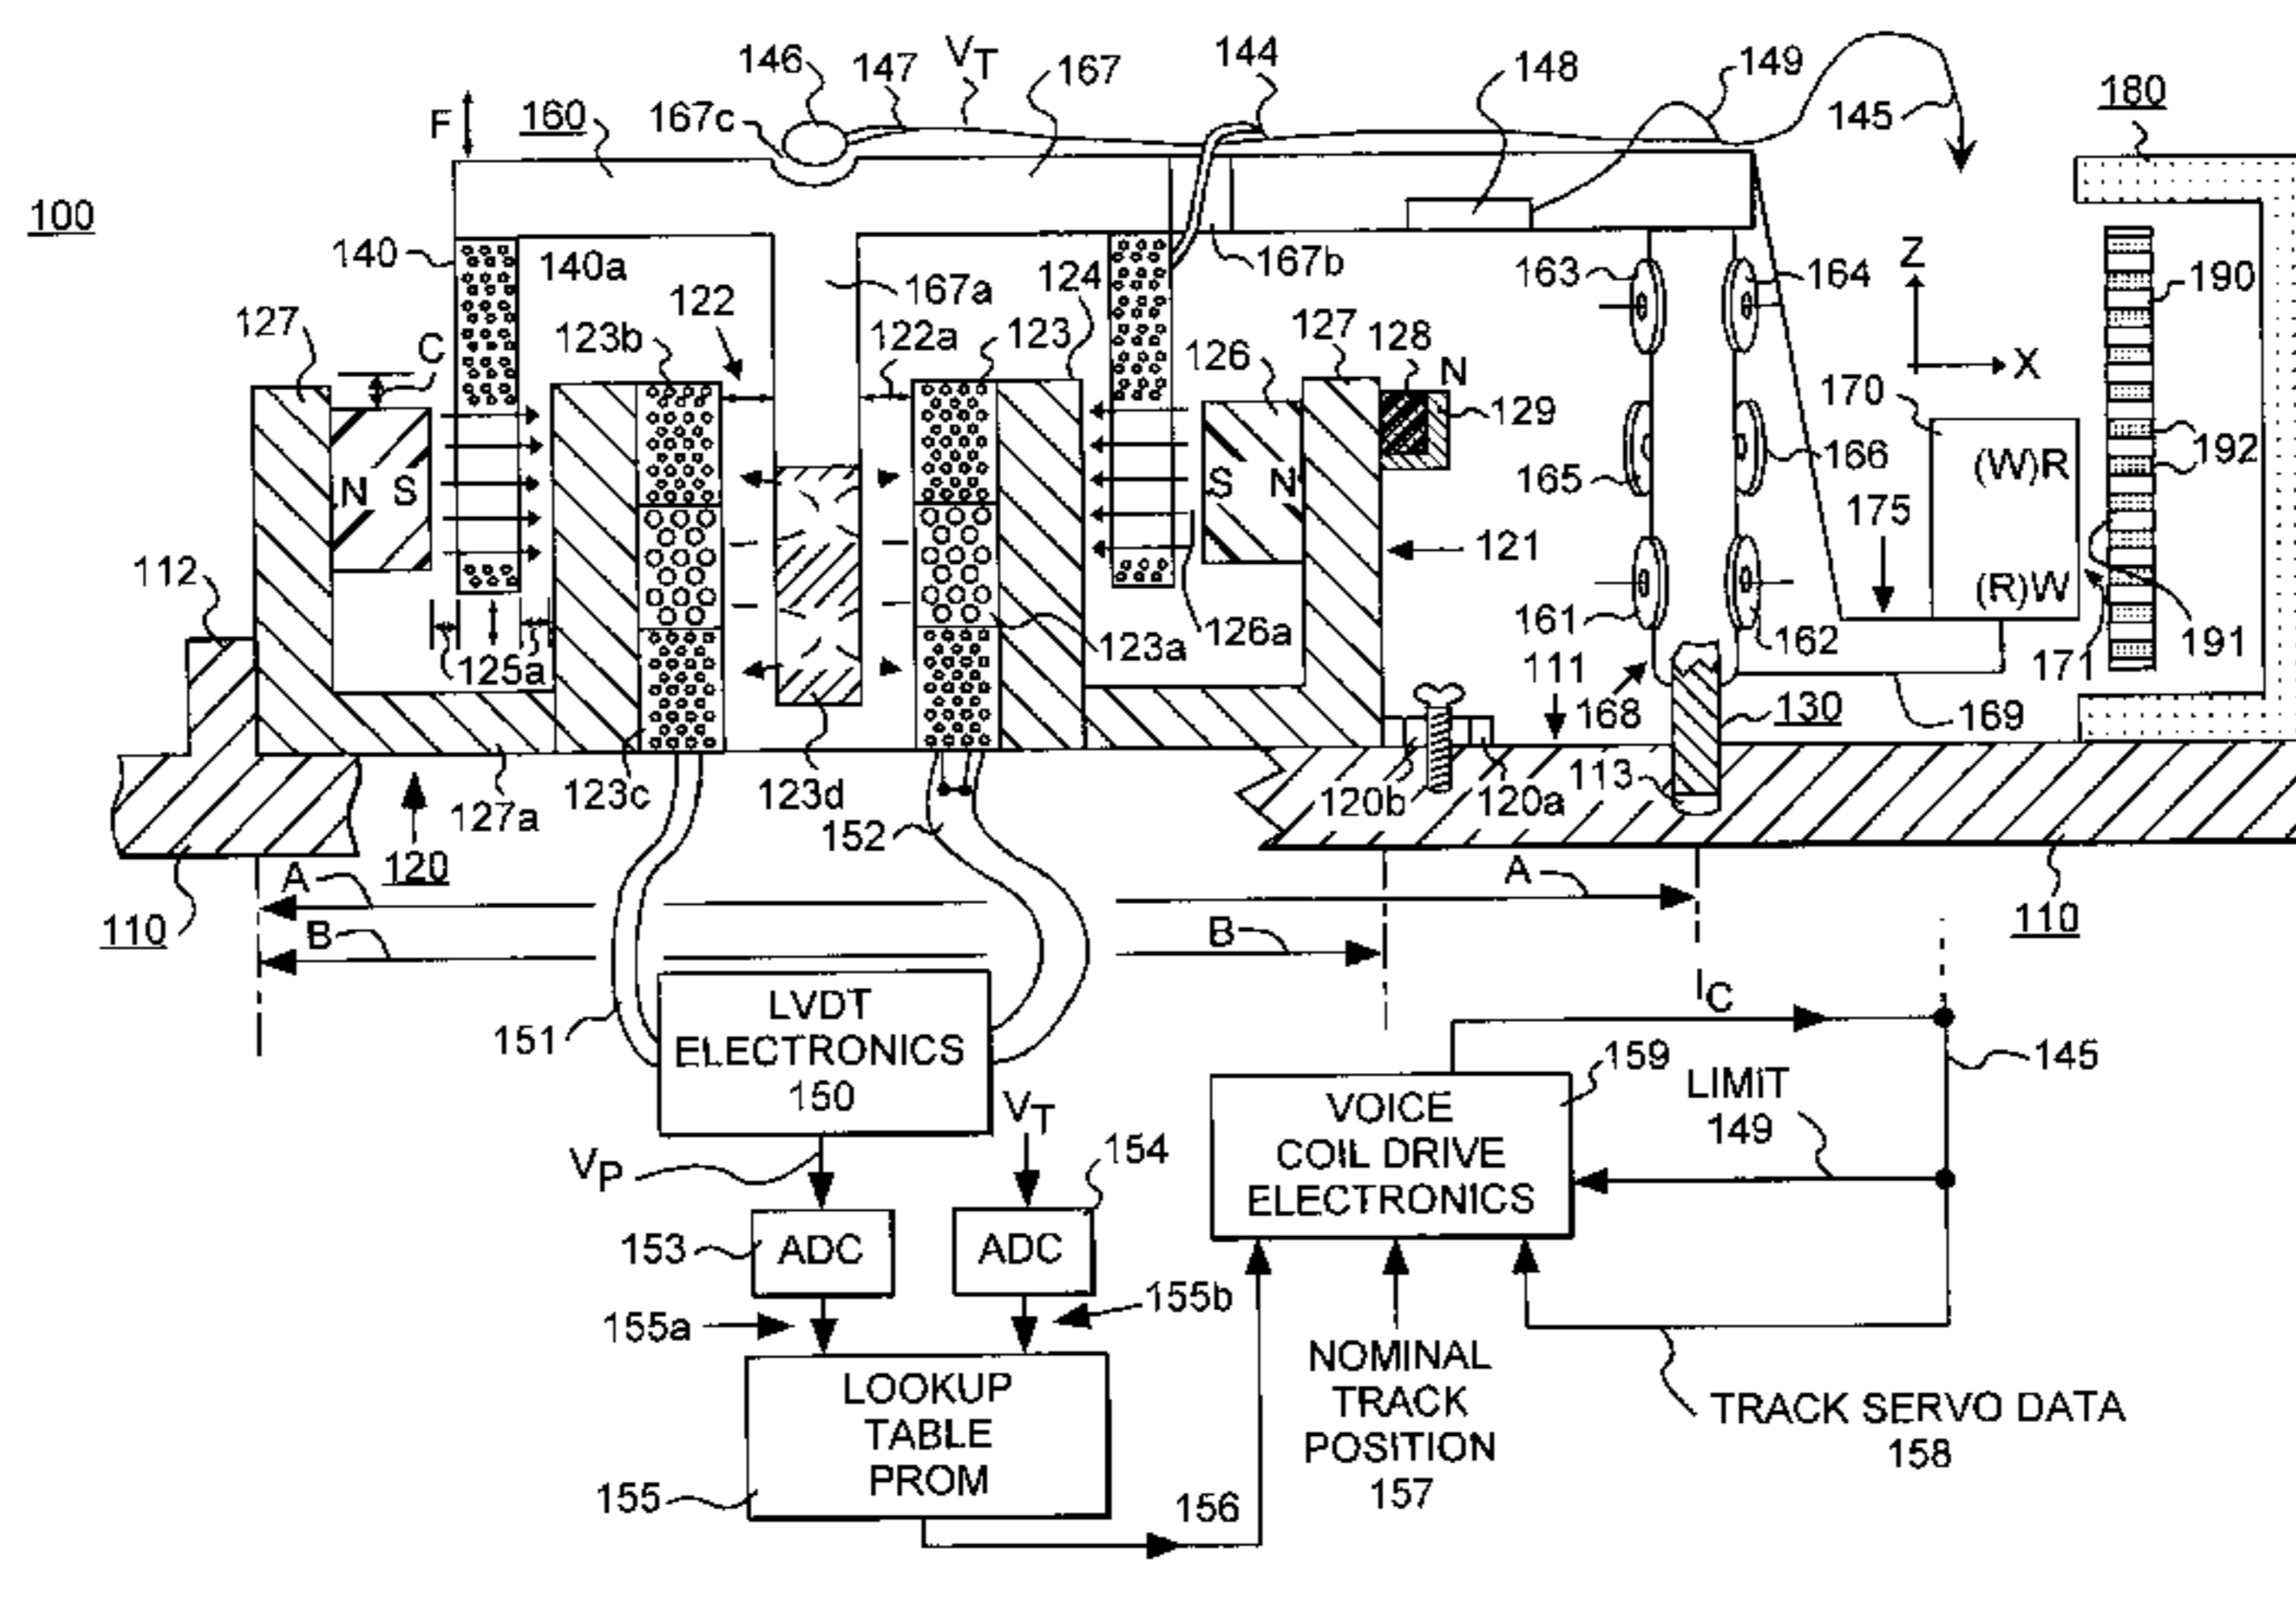 146 147 VT 167 144 148 149 145 180
F 160 167c
100
140 140a 124 167b 163 164 Z 190
167a
127 122 122a 123 127 128 N X
C 123b 126 129 170
192
165 166 (W)R
N S S N 175
121
112 161 162 (R)W
125a 123a 126a 111 171 191
168 130 169
123c 123d 120b 120a 113
127a 152
120
A A
110 110
B B
151 LVDT
ELECTRONICS
150
IC
159 145
LIMIT
149
VOICE
COIL DRIVE
ELECTRONICS
VP VT 154
153 ADC ADC
155a 155b
LOOKUP
TABLE
PROM
155 156
NOMINAL
TRACK
POSITION
157
TRACK SERVO DATA
158